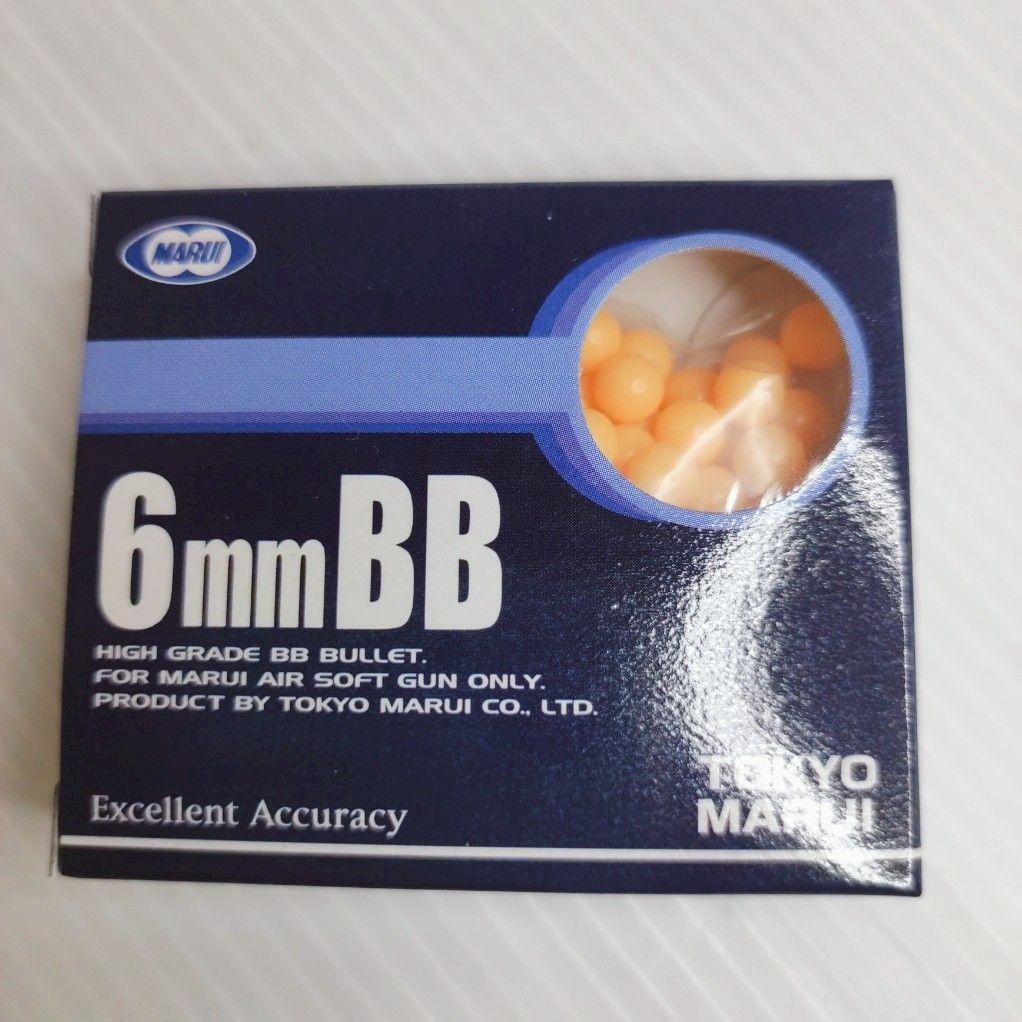 MARUI
6mmBB
HIGH GRADE BB BULLET.
FOR MARUI AIR SOFT GUN ONLY.
PRODUCT BY TOKYO MARUI CO., LTD.
Excellent Accuracy
TOKYO
MARUI